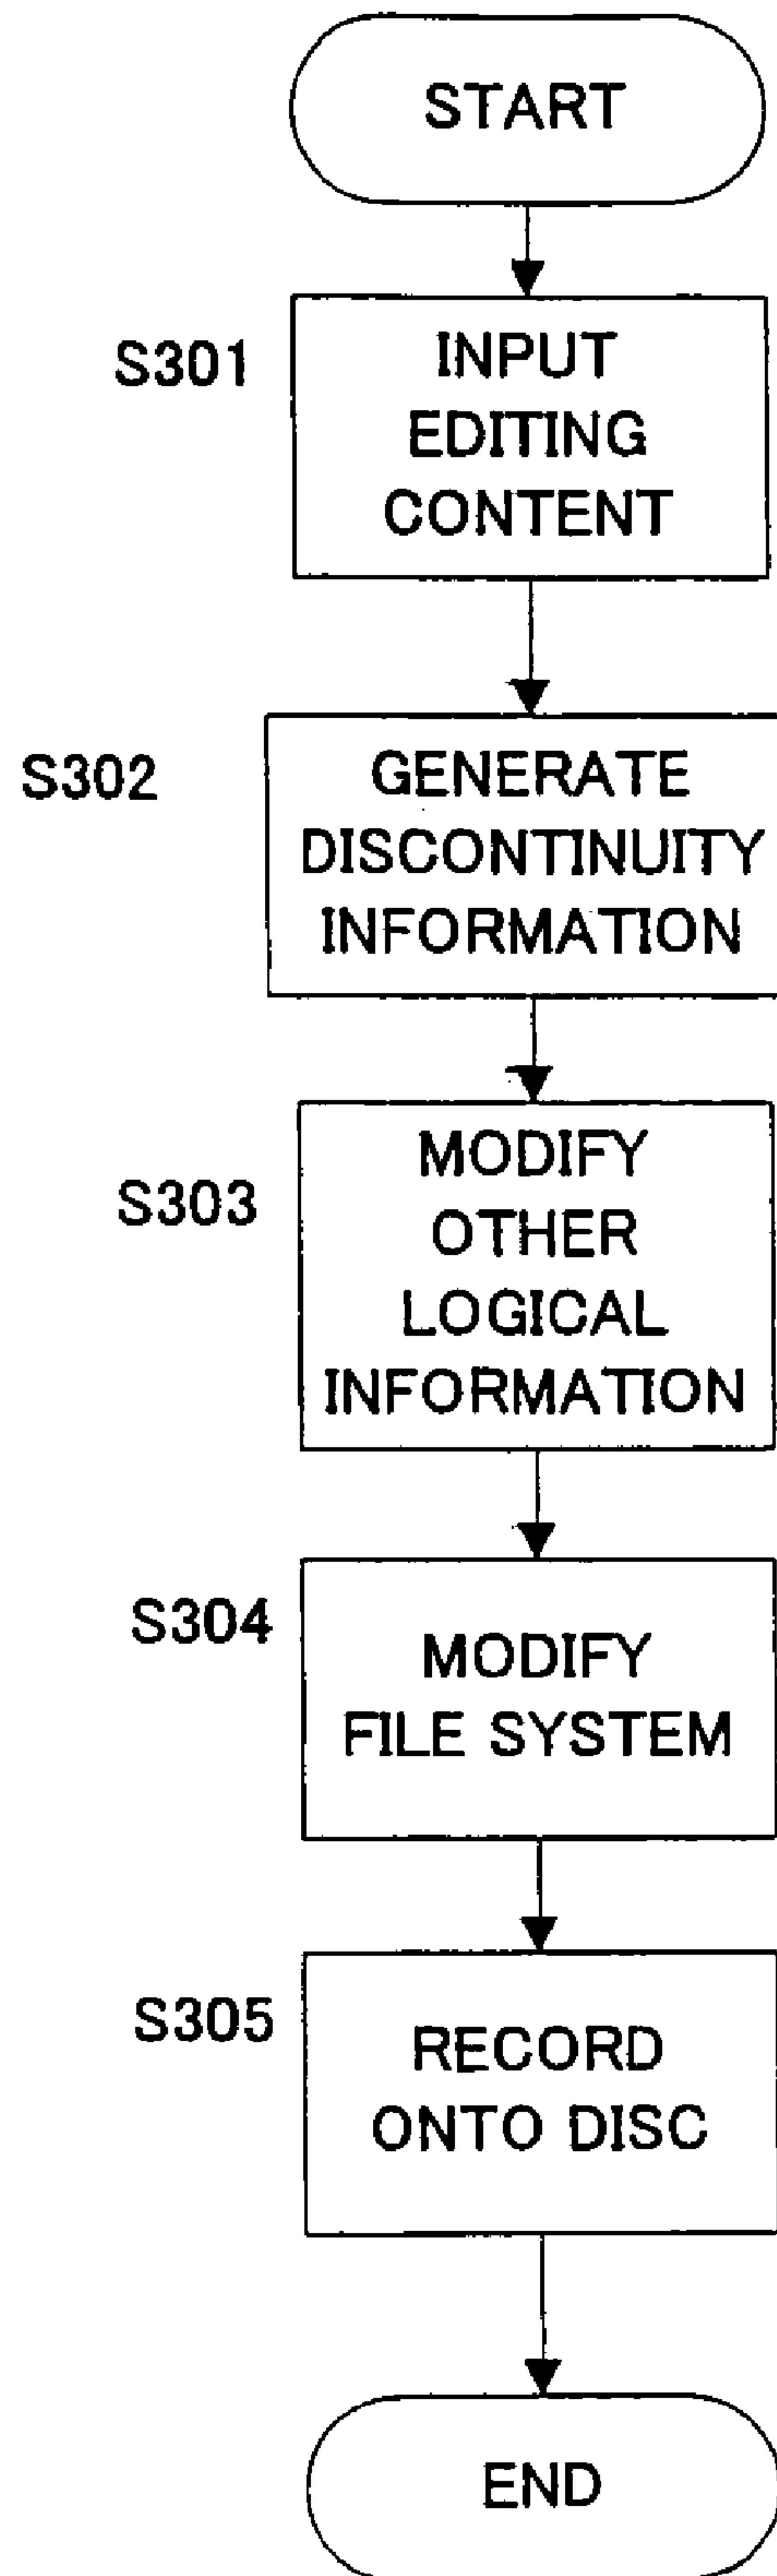 START
S301
INPUT
EDITING
CONTENT
S302
GENERATE
DISCONTINUITY
INFORMATION
S303
MODIFY
OTHER
LOGICAL
INFORMATION
S304
MODIFY
FILE SYSTEM
S305
RECORD
ONTO DISC
END